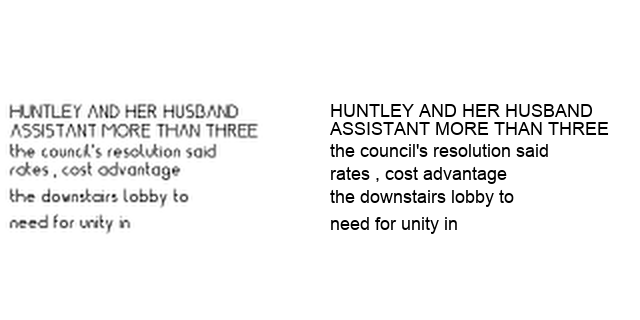 HUNTLEY AND HER HUSBAND
ASSISTANT MORE THAN THREE
the council's resolution said
rates , cost advantage
the downstairs lobby to
need for unity in
HUNTLEY AND HER HUSBAND
ASSISTANT MORE THAN THREE
the council's resolution said
rates , cost advantage
the downstairs lobby to
need for unity in